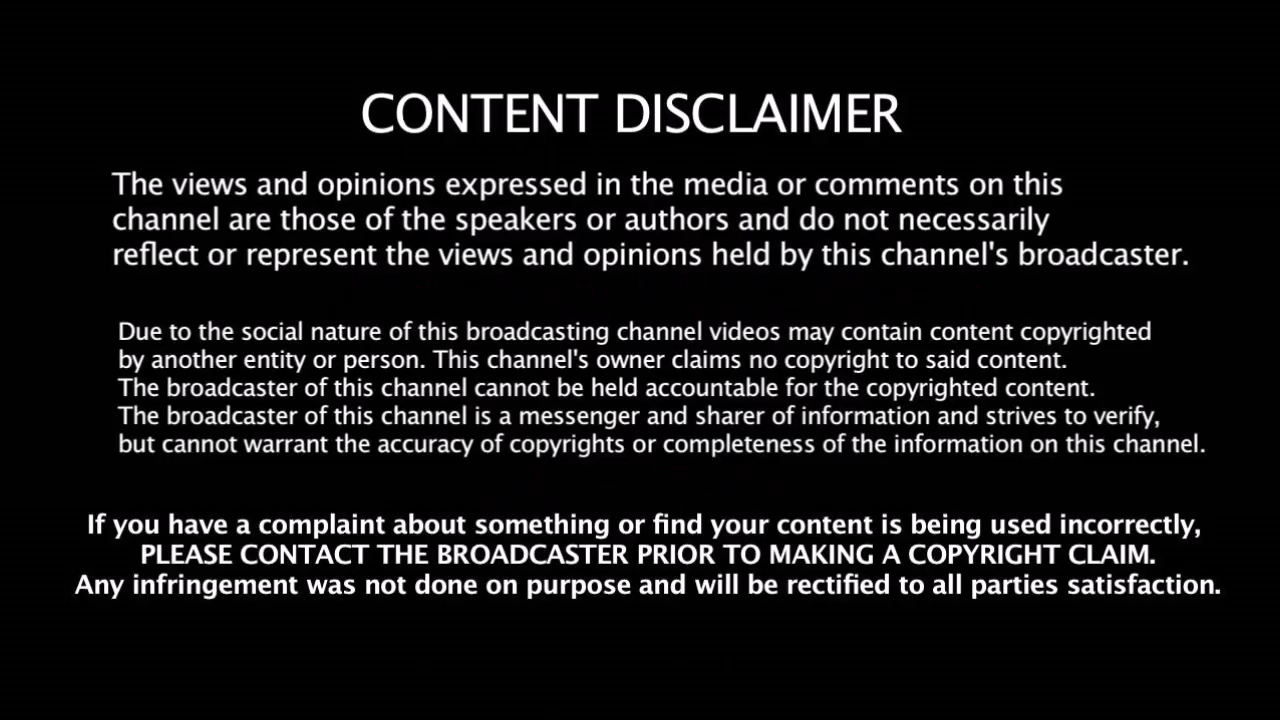 CONTENT DISCLAIMER
The views and opinions expressed in the media or comments on this
channel are those of the speakers or authors and do not necessarily
reflect or represent the views and opinions held by this channel's broadcaster.
Due to the social nature of this broadcasting channel videos may contain content copyrighted
by another entity or person. This channel's owner claims no copyright to said content.
The broadcaster of this channel cannot be held accountable for the copyrighted content.
The broadcaster of this channel is a messenger and sharer of information and strives to verify,
but cannot warrant the accuracy of copyrights or completeness of the information on this channel.
If you have a complaint about something or find your content is being used incorrectly,
PLEASE CONTACT THE BROADCASTER PRIOR TO MAKING A COPYRIGHT CLAIM.
Any infringement was not done on purpose and will be rectified to all parties satisfaction.